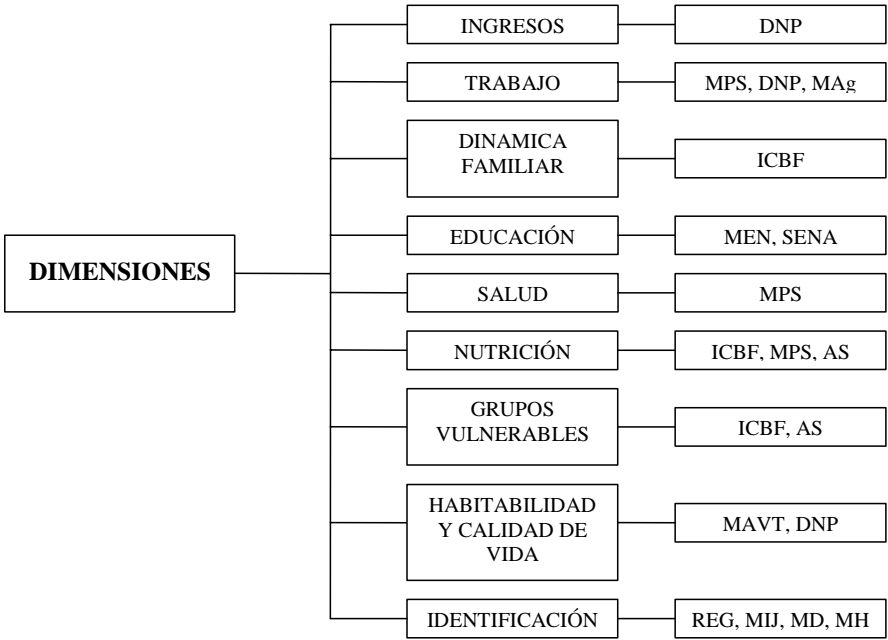 INGRESOS
DNP
TRABAJO
MPS, DNP, MAg
DINAMICA
FAMILIAR
ICBF
EDUCACIÓN
MEN, SENA
DIMENSIONES
SALUD
MPS
NUTRICIÓN
ICBF, MPS, AS
GRUPOS
VULNERABLES
ICBF, AS
HABITABILIDAD
Y CALIDAD DE
VIDA
MAVT, DNP
IDENTIFICACIÓN
REG, MIJ, MD, MH